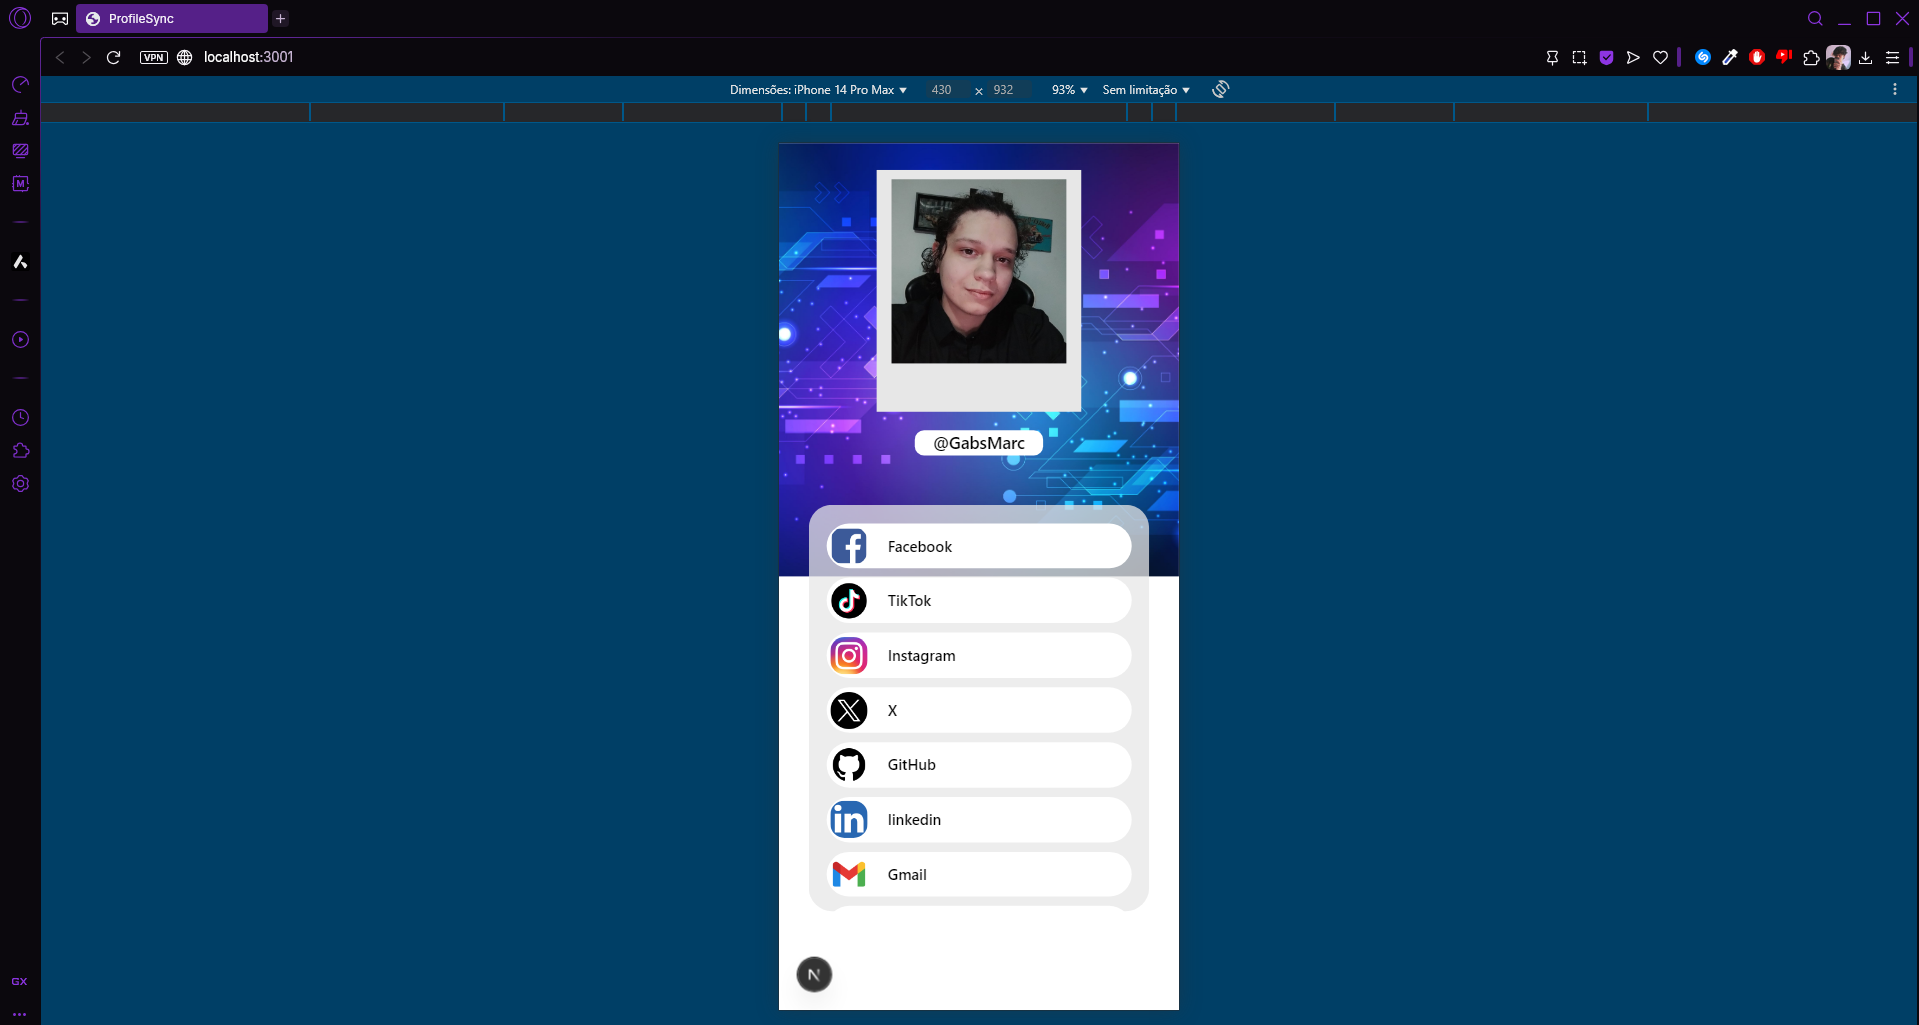 ProfileSync
VPN
localhost:3001
Dimensões: iPhone 14 Pro Max
430
×
932
93%
Sem limitação
M
@GabsMarc
Facebook
TikTok
Instagram
X
GitHub
in
linkedin
Gmail
N
GX